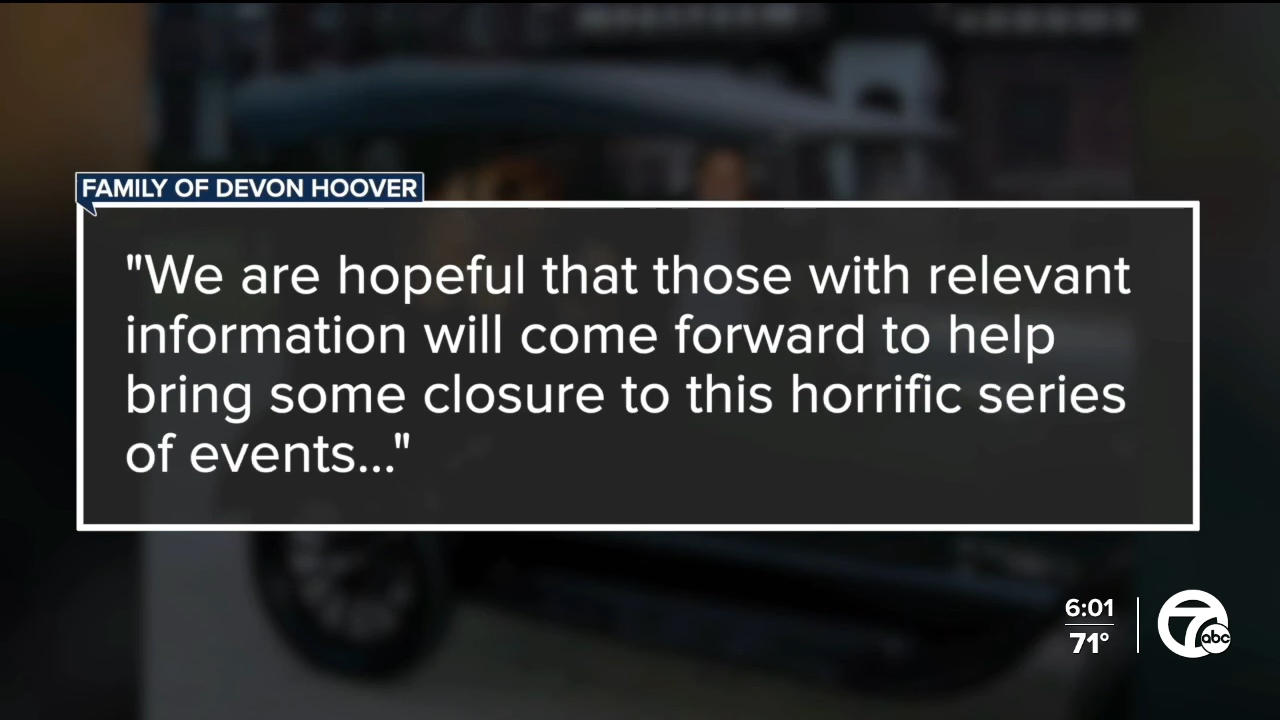 FAMILY OF DEVON HOOVER
"We are hopeful that those with relevant
information will come forward to help
bring some closure to this horrific series
of events..."
6:01
71°
7 abc